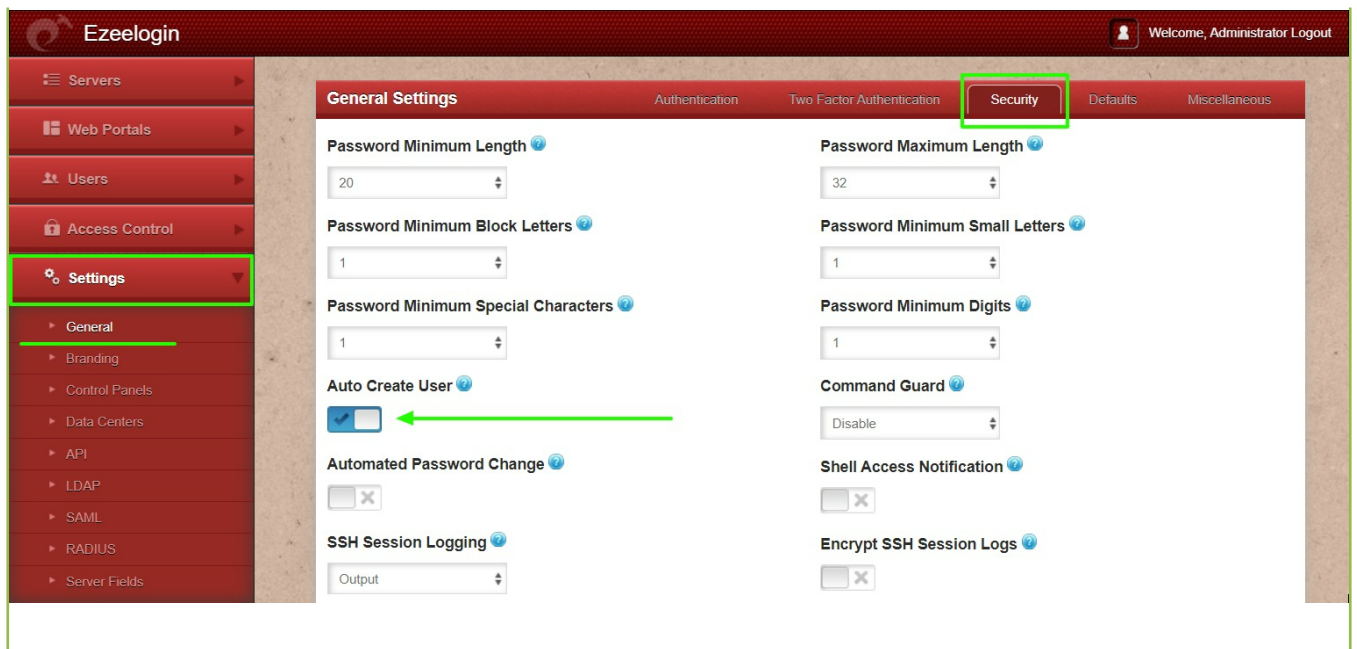 Ezeelogin
Welcome, Administrator Logout
Servers
Web Portals
Users
Access Control
Settings
General
Branding
Control Panels
Data Centers
API
LDAP
SAML
RADIUS
Server Fields
General Settings Authentication Two Factor Authentication Security Defaults Miscellaneous
Password Minimum Length ? Password Maximum Length ?
20 32
Password Minimum Block Letters ? Password Minimum Small Letters ?
1 1
Password Minimum Special Characters ? Password Minimum Digits ?
1 1
Auto Create User ? Command Guard ?
Disable
Automated Password Change ? Shell Access Notification ?
SSH Session Logging ? Encrypt SSH Session Logs ?
Output